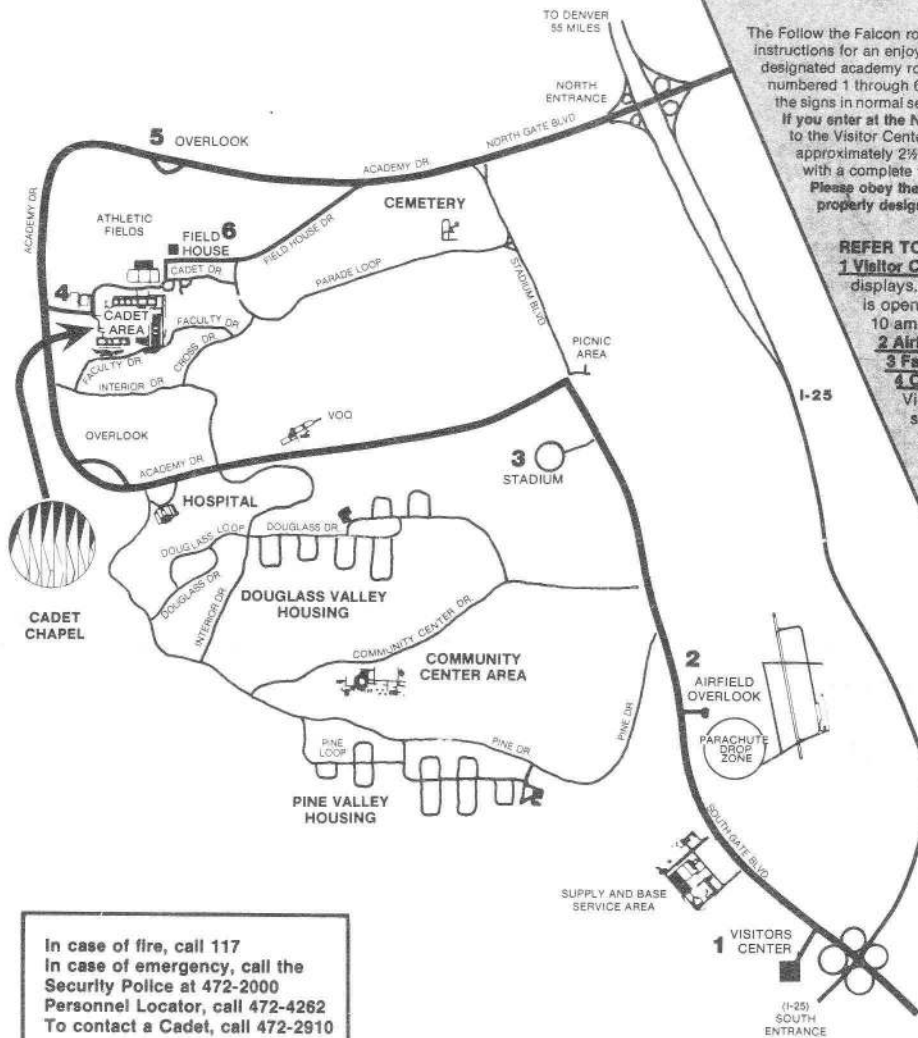 TO DENVER
55 MILES
The Follow the Falcon
instructions for an enjoy
designated academy
numbered 1 through 6
the signs in normal
If you enter at the
to the Visitor Center
approximately 2½
with a complete
Please obey the
properly
REFER TO
1 Visitor
displays,
is open
10 am
2
3
4
NORTH
ENTRANCE
NORTH GATE BLVD
5 OVERLOOK
ACADEMY DR
ACADEMY DR
CEMETERY
ATHLETIC
FIELDS
FIELD 6
HOUSE
FIELD HOUSE DR
CADET DR
PARADE LOOP
STADIUM BLVD
4
CADET
AREA
FACULTY DR
CROSS DR
FACULTY DR
INTERIOR DR
PICNIC
AREA
I-25
OVERLOOK
VOQ
ACADEMY DR
3
STADIUM
HOSPITAL
DOUGLASS LOOP
DOUGLASS DR
DOUGLASS DR
DOUGLASS VALLEY
HOUSING
INTERIOR DR
CADET
CHAPEL
COMMUNITY CENTER DR.
COMMUNITY
CENTER AREA
2
AIRFIELD
OVERLOOK
PARACHUTE
DROP
ZONE
PINE DR
PINE
LOOP
PINE DR
PINE VALLEY
HOUSING
SOUTH GATE BLVD
SUPPLY AND BASE
SERVICE AREA
1 VISITORS
CENTER
(I-25)
SOUTH
ENTRANCE
In case of fire, call 117
In case of emergency, call the
Security Police at 472-2000
Personnel Locator, call 472-4262
To contact a Cadet, call 472-2910